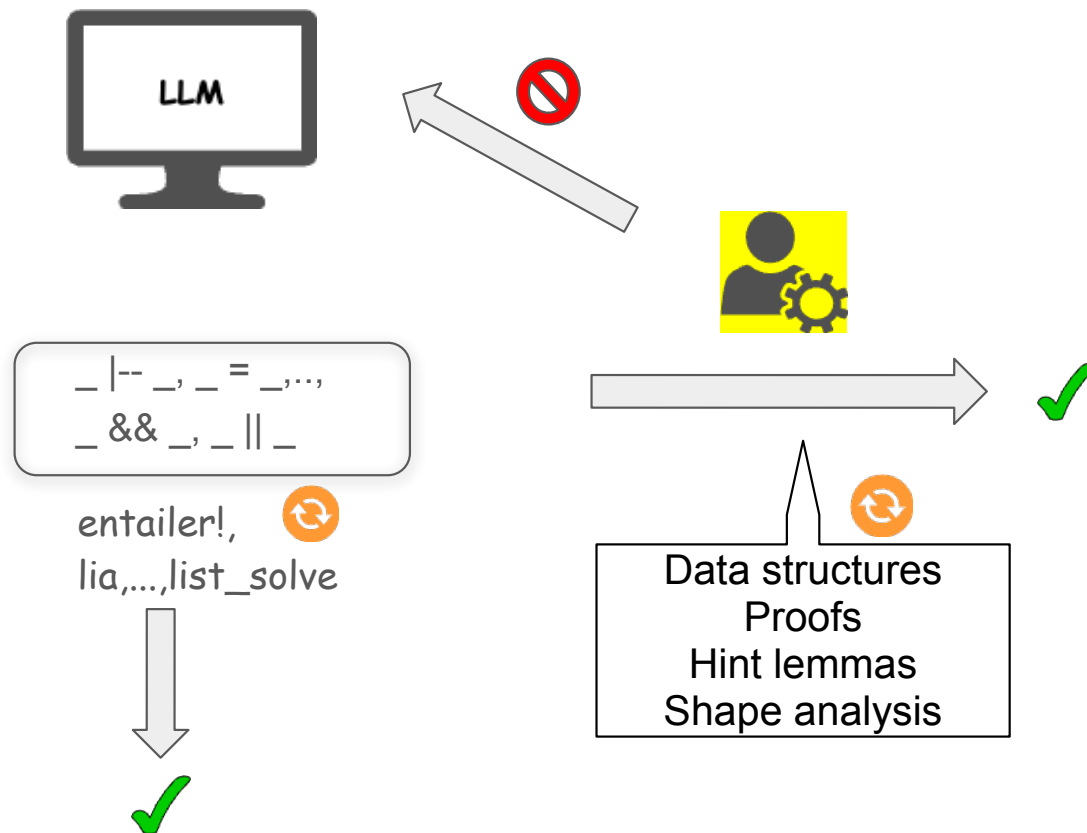 LLM
_ |-- _, _ = _,..,
_ && _, _ || _
entailer!,
lia,...,list_solve
Data structures
Proofs
Hint lemmas
Shape analysis